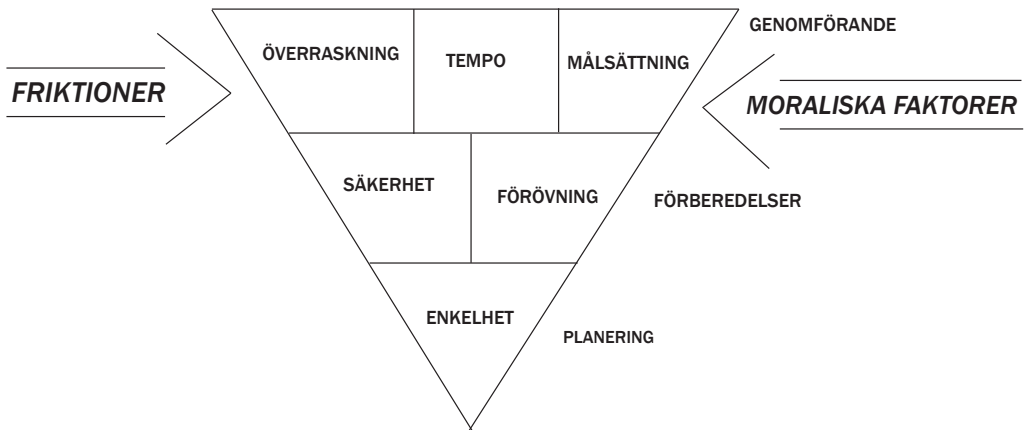 GENOMFÖRANDE
ÖVERRASKNING
TEMPO
MÅLSÄTTNING
FRIKTIONER
MORALISKA FAKTORER
SÄKERHET
FÖRÖVNING
FÖRBEREDELSER
ENKELHET
PLANERING